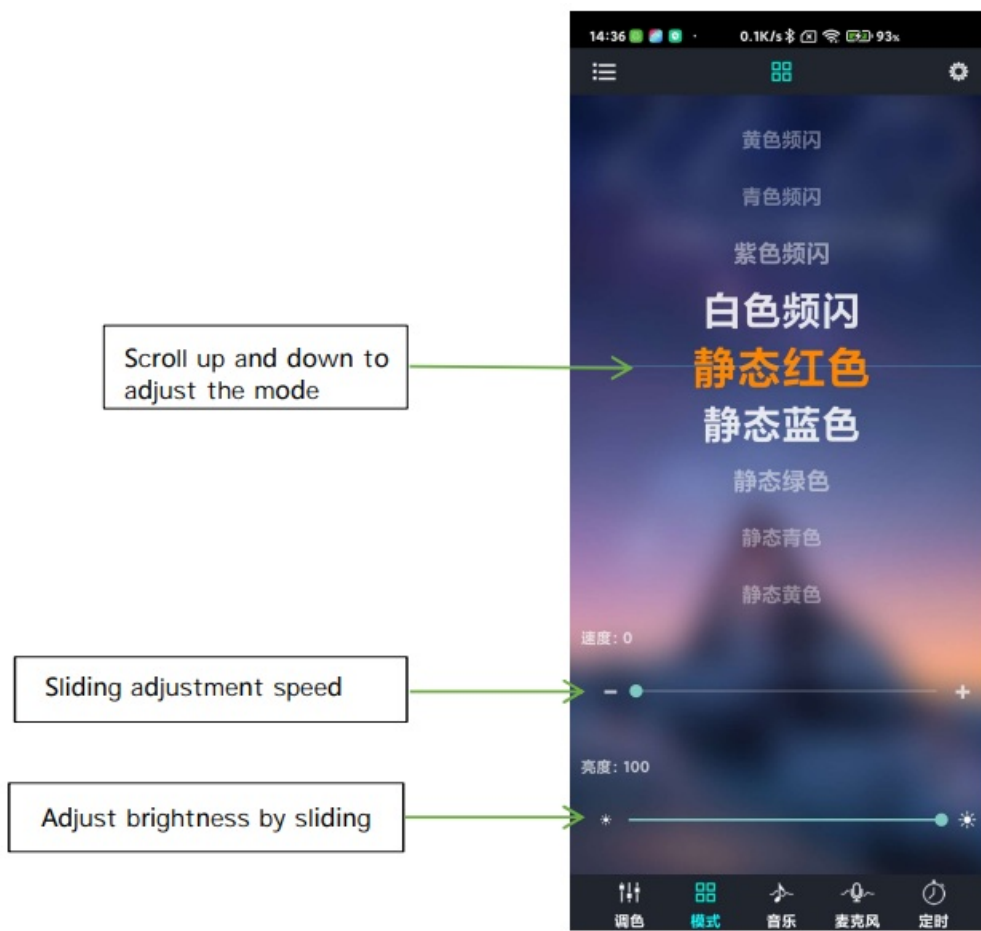 14:36 0.1K/s 93%
黄色频闪
青色频闪
紫色频闪
白色频闪
Scroll up and down to
adjust the mode
静态红色
静态蓝色
静态绿色
静态青色
静态黄色
速度: 0
Sliding adjustment speed
亮度: 100
Adjust brightness by sliding
调色 模式 音乐 麦克风 定时